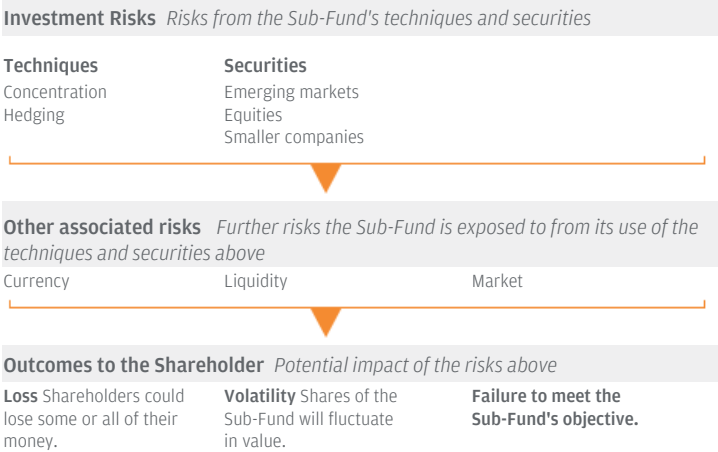 Investment Risks Risks from the Sub-Fund's techniques and securities
Techniques
Concentration
Hedging
Securities
Emerging markets
Equities
Smaller companies
Other associated risks Further risks the Sub-Fund is exposed to from its use of the
techniques and securities above
Currency
Liquidity
Market
Outcomes to the Shareholder Potential impact of the risks above
Loss Shareholders could
lose some or all of their
money.
Volatility Shares of the
Sub-Fund will fluctuate
in value.
Failure to meet the
Sub-Fund's objective.